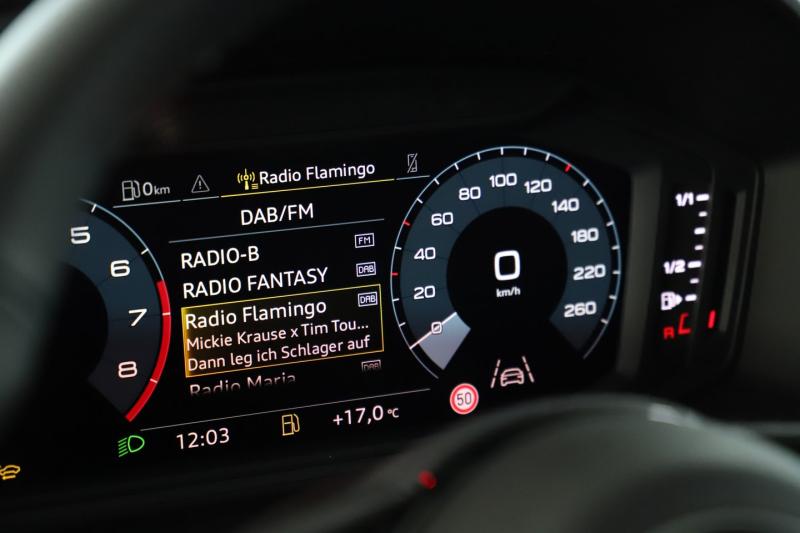 0km
Radio Flamingo
DAB/FM
RADIO-B FM
RADIO FANTASY DAB
Radio Flamingo DAB
Mickie Krause x Tim Tou...
Dann leg ich Schlager auf
Radio Maria DAB
12:03
+17,0 °C
5
6
7
8
0
20
40
60
80
100
120
140
180
220
260
0
km/h
50
1/1
1/2
R